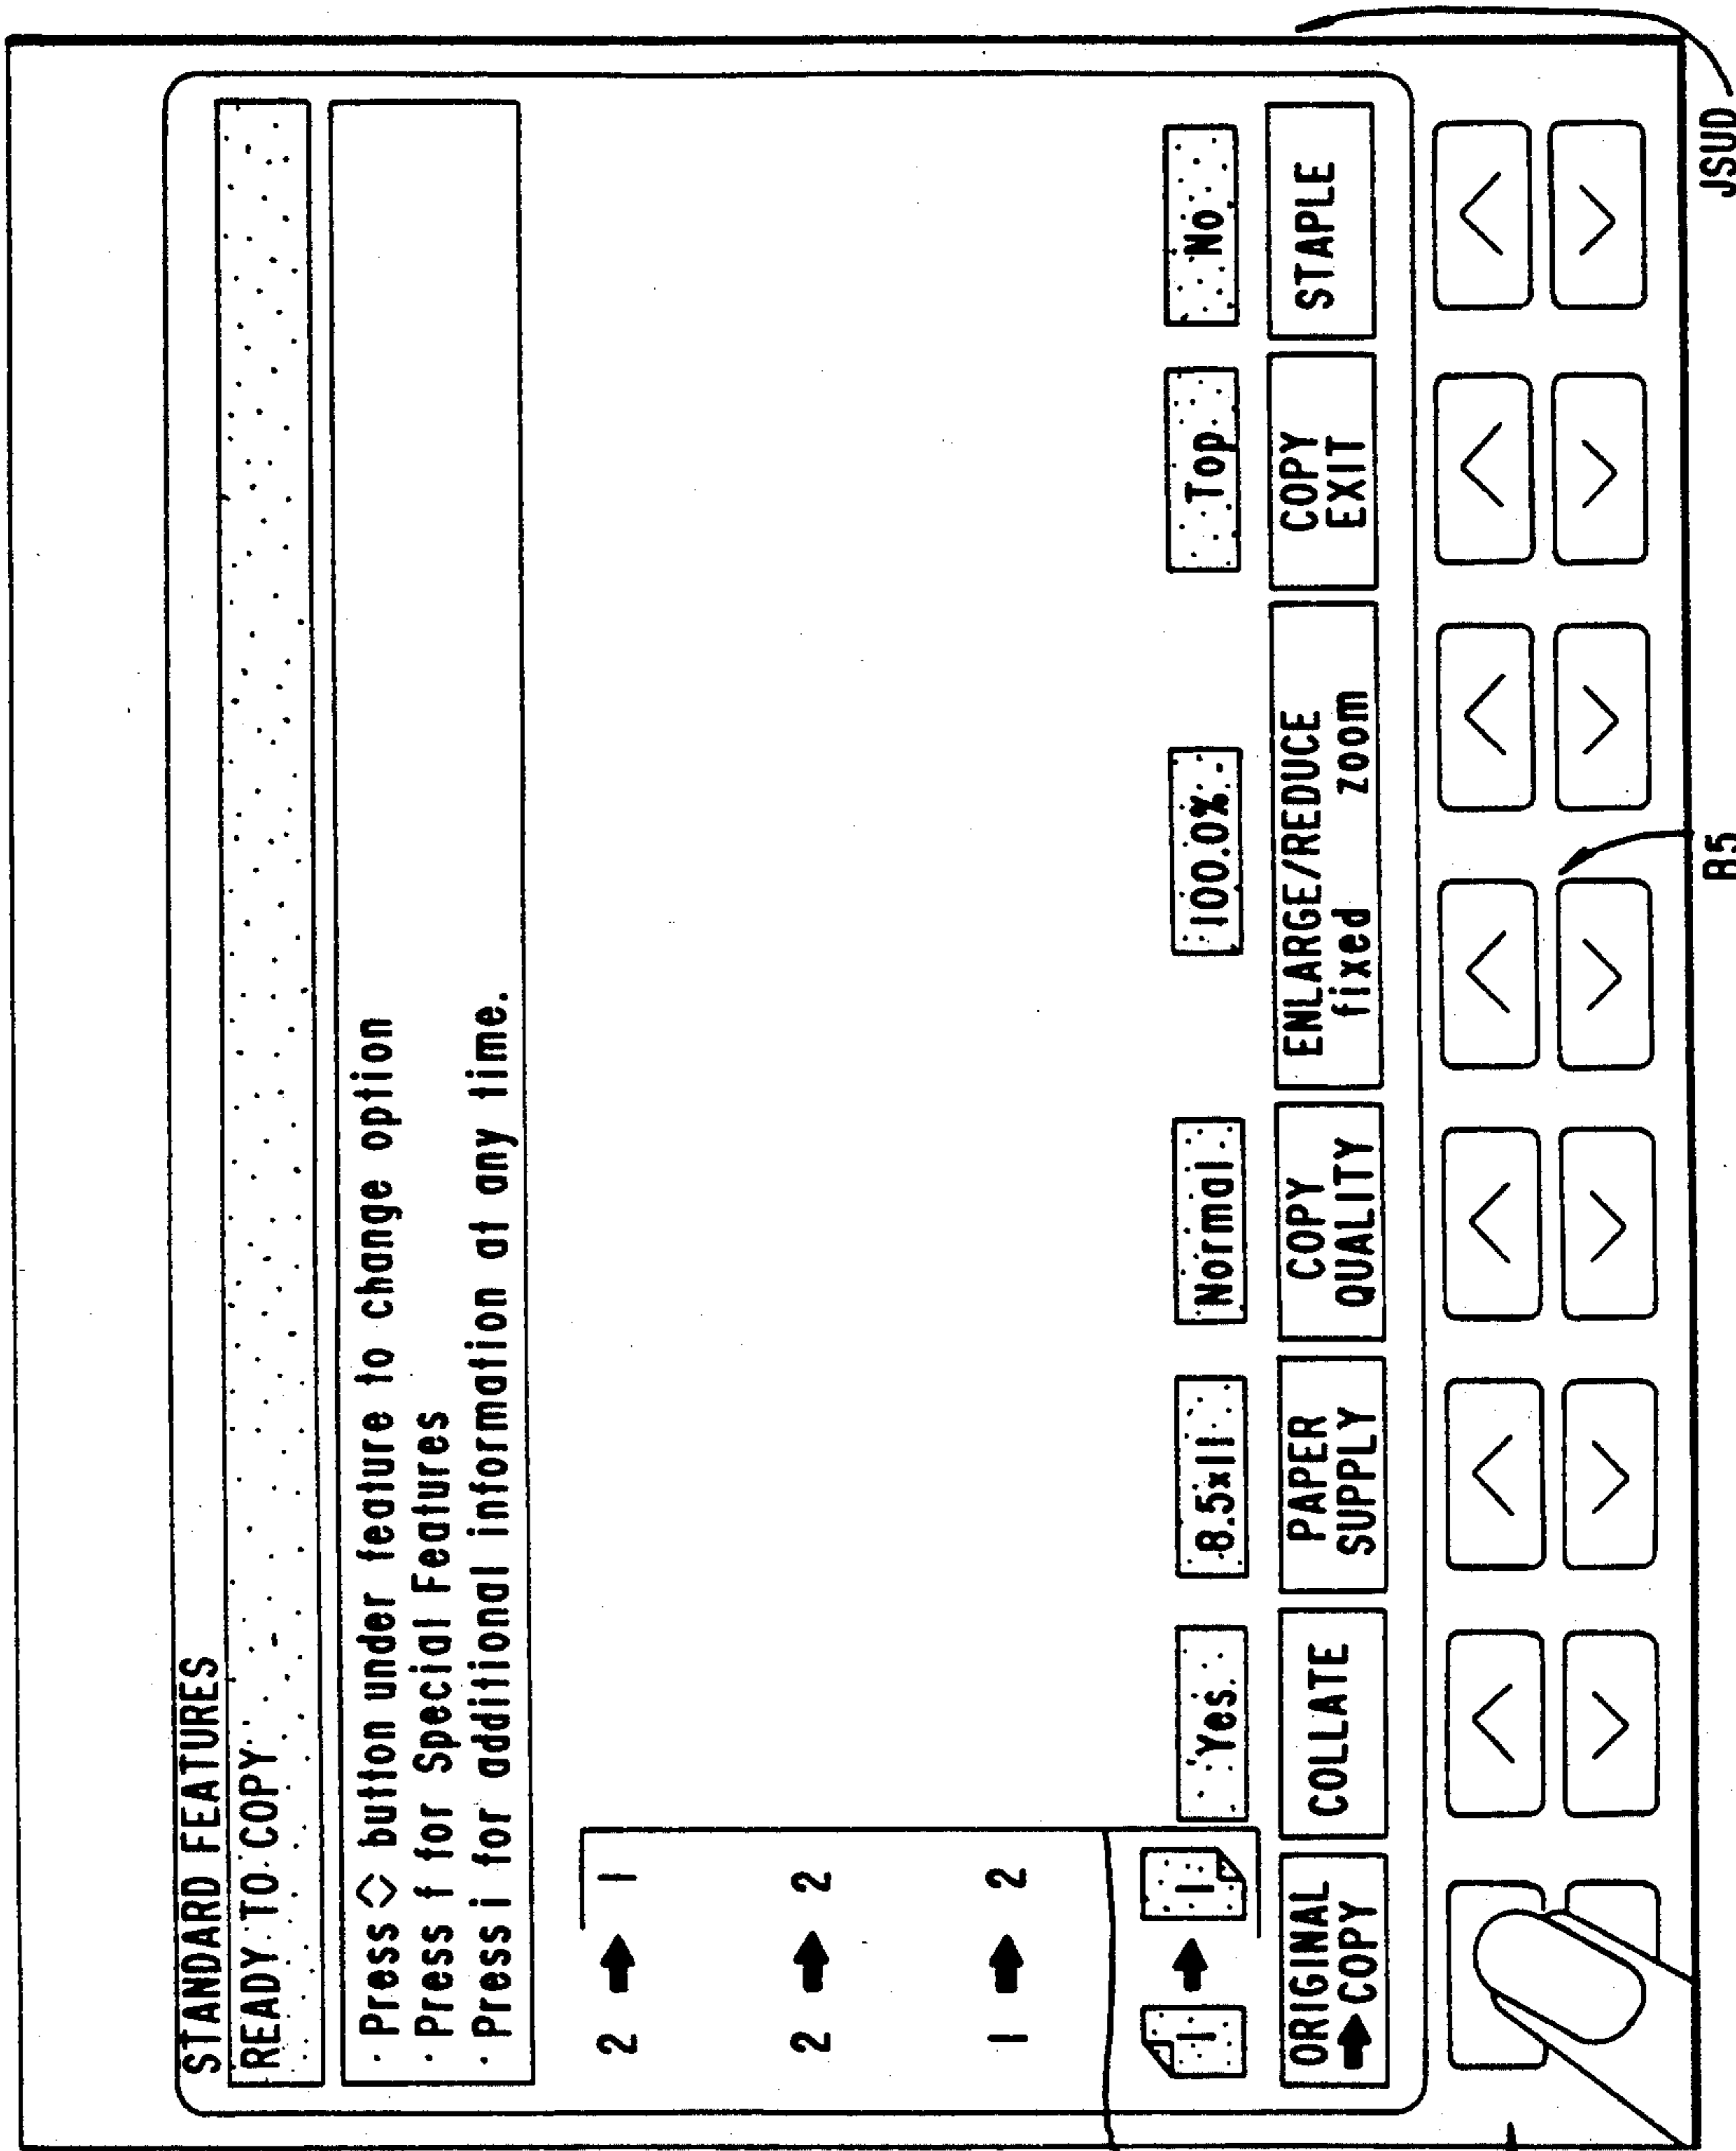 STANDARD FEATURES
READY TO COPY
· Press ◇ button under feature to change option
· Press f for Special Features
· Press i for additional information at any time.
2 → 1
2 → 2
1 → 2
1 → 1
Yes
8.5x11
Normal
100.0%
Top
No
ORIGINAL
→COPY
COLLATE
PAPER
SUPPLY
COPY
QUALITY
ENLARGE/REDUCE
fixed zoom
COPY
EXIT
STAPLE
B5
JSUD